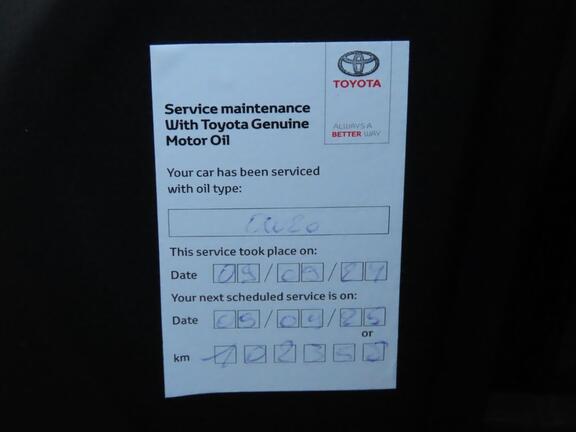 TOYOTA
ALWAYS A
BETTER WAY
Service maintenance
With Toyota Genuine
Motor Oil
Your car has been serviced
with oil type:
This service took place on:
Date 09/09/24
Your next scheduled service is on:
Date 09/09/25
or
km